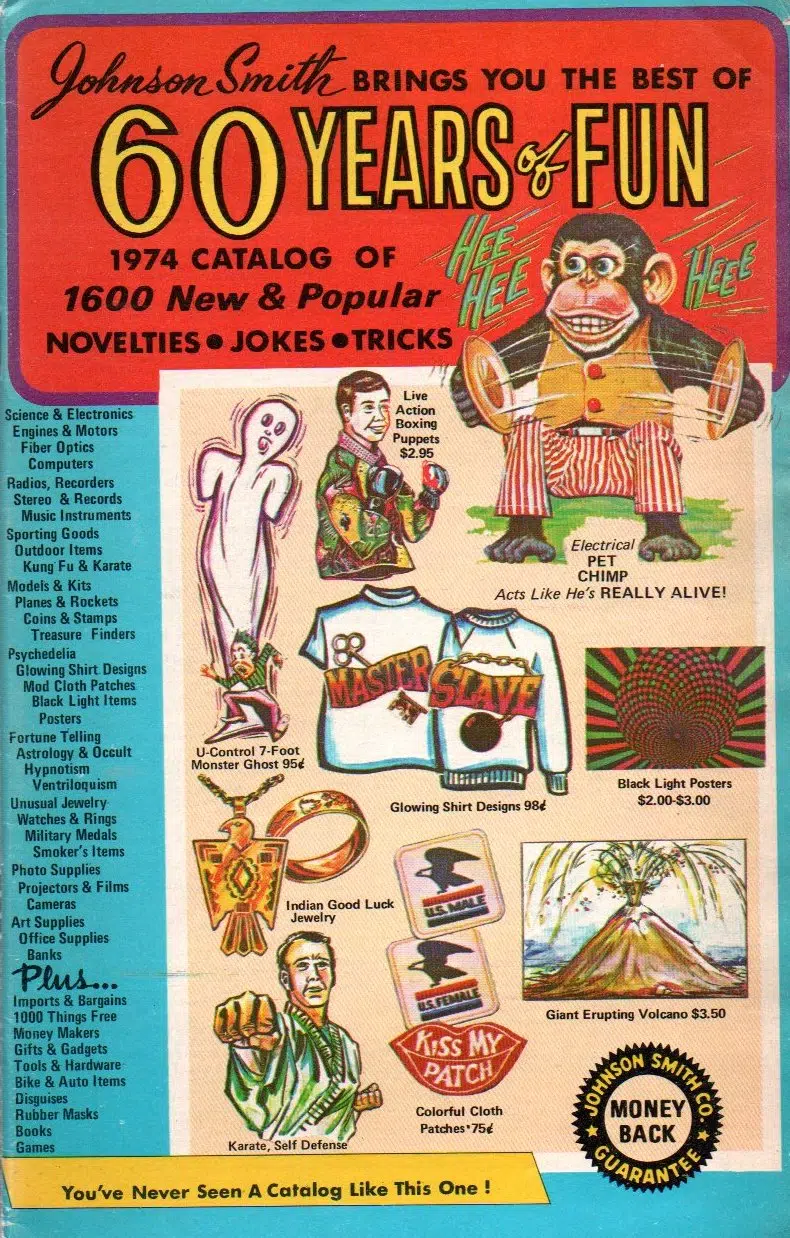 Johnson Smith BRINGS YOU THE BEST OF
60 YEARS of FUN
1974 CATALOG OF
1600 New & Popular
NOVELTIES • JOKES • TRICKS
HEE
HEE
HEEE
Science & Electronics
Engines & Motors
Fiber Optics
Computers
Radios, Recorders
Stereo & Records
Music Instruments
Sporting Goods
Outdoor Items
Kung Fu & Karate
Models & Kits
Planes & Rockets
Coins & Stamps
Treasure Finders
Psychedelia
Glowing Shirt Designs
Mod Cloth Patches
Black Light Items
Posters
Fortune Telling
Astrology & Occult
Hypnotism
Ventriloquism
Unusual Jewelry
Watches & Rings
Military Medals
Smoker's Items
Photo Supplies
Projectors & Films
Cameras
Art Supplies
Office Supplies
Banks
Plus...
Imports & Bargains
1000 Things Free
Money Makers
Gifts & Gadgets
Tools & Hardware
Bike & Auto Items
Disguises
Rubber Masks
Books
Games
Live
Action
Boxing
Puppets
$2.95
Electrical
PET
CHIMP
Acts Like He's REALLY ALIVE!
U-Control 7-Foot
Monster Ghost 95¢
MASTER
SLAVE
Glowing Shirt Designs 98¢
Black Light Posters
$2.00-$3.00
Indian Good Luck
Jewelry
U.S. MALE
U.S. FEMALE
KISS MY
PATCH
Colorful Cloth
Patches•75¢
Giant Erupting Volcano $3.50
Karate, Self Defense
JOHNSON SMITH CO.
MONEY
BACK
GUARANTEE
You've Never Seen A Catalog Like This One !